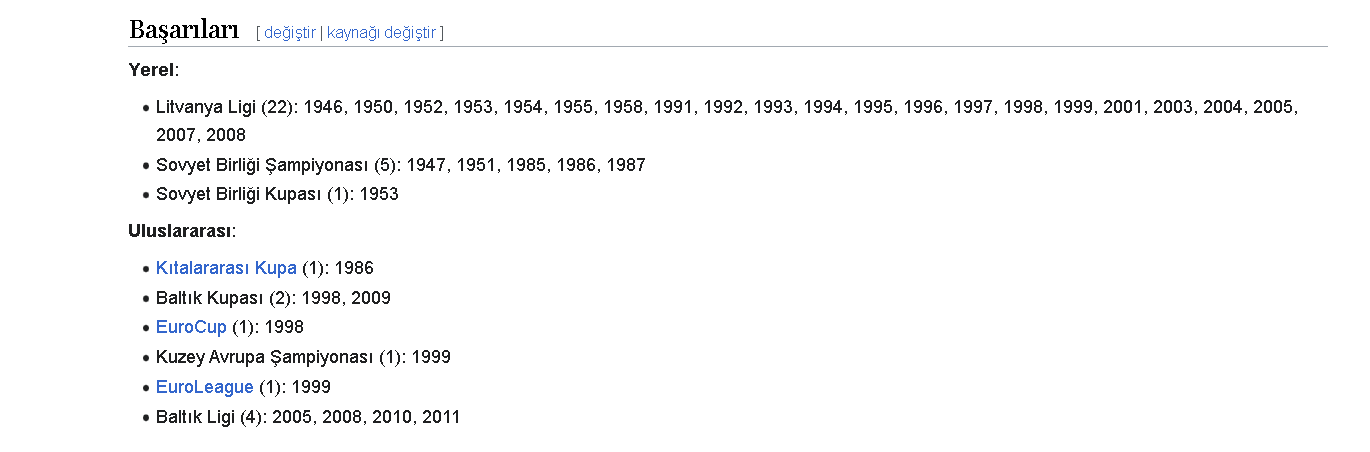 Başarıları [ değiştir | kaynağı değiştir ]
Yerel:
• Litvanya Ligi (22): 1946, 1950, 1952, 1953, 1954, 1955, 1958, 1991, 1992, 1993, 1994, 1995, 1996, 1997, 1998, 1999, 2001, 2003, 2004, 2005,
2007, 2008
• Sovyet Birliği Şampiyonası (5): 1947, 1951, 1985, 1986, 1987
• Sovyet Birliği Kupası (1): 1953
Uluslararası:
• Kıtalararası Kupa (1): 1986
• Baltık Kupası (2): 1998, 2009
• EuroCup (1): 1998
• Kuzey Avrupa Şampiyonası (1): 1999
• EuroLeague (1): 1999
• Baltık Ligi (4): 2005, 2008, 2010, 2011